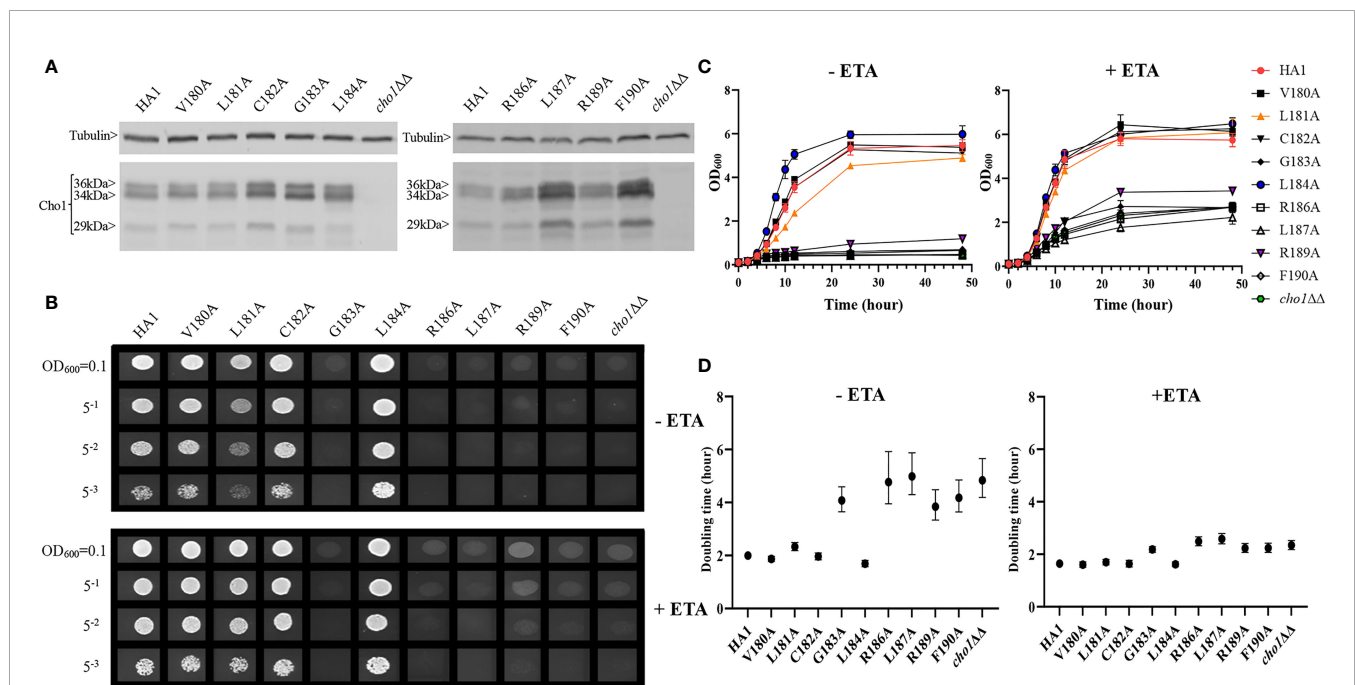 A
HA1 V180A L181A C182A G183A L184A cho1ΔΔ
Tubulin>
Cho1
36kDa>
34kDa>
29kDa>
HA1 R186A L187A R189A F190A cho1ΔΔ
Tubulin>
36kDa>
34kDa>
29kDa>
B
HA1 V180A L181A C182A G183A L184A R186A L187A R189A F190A cho1ΔΔ
OD600=0.1
5-1
5-2
5-3
- ETA
OD600=0.1
5-1
5-2
5-3
+ ETA
C
- ETA
OD600
8
6
4
2
0
0 10 20 30 40 50
Time (hour)
+ ETA
OD600
8
6
4
2
0
0 10 20 30 40 50
Time (hour)
HA1
V180A
L181A
C182A
G183A
L184A
R186A
L187A
R189A
F190A
cho1ΔΔ
D
- ETA
Doubling time (hour)
8
6
4
2
0
HA1 V180A L181A C182A G183A L184A R186A L187A R189A F190A cho1ΔΔ
+ETA
Doubling time (hour)
8
6
4
2
0
HA1 V180A L181A C182A G183A L184A R186A L187A R189A F190A cho1ΔΔ